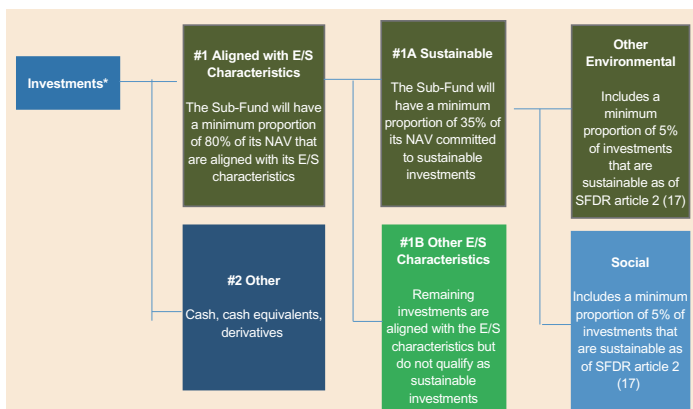 Investments*
#1 Aligned with E/S
Characteristics
The Sub-Fund will have
a minimum proportion
of 80% of its NAV that
are aligned with its E/S
characteristics
#2 Other
Cash, cash equivalents,
derivatives
#1A Sustainable
The Sub-Fund will
have a minimum
proportion of 35% of
its NAV committed
to sustainable
investments
#1B Other E/S
Characteristics
Remaining
investments are
aligned with the E/S
characteristics but
do not qualify as
sustainable
investments
Other
Environmental
Includes a
minimum
proportion of 5%
of investments
that are
sustainable as of
SFDR article 2 (17)
Social
Includes a minimum
proportion of 5% of
investments that
are sustainable as
of SFDR article 2
(17)